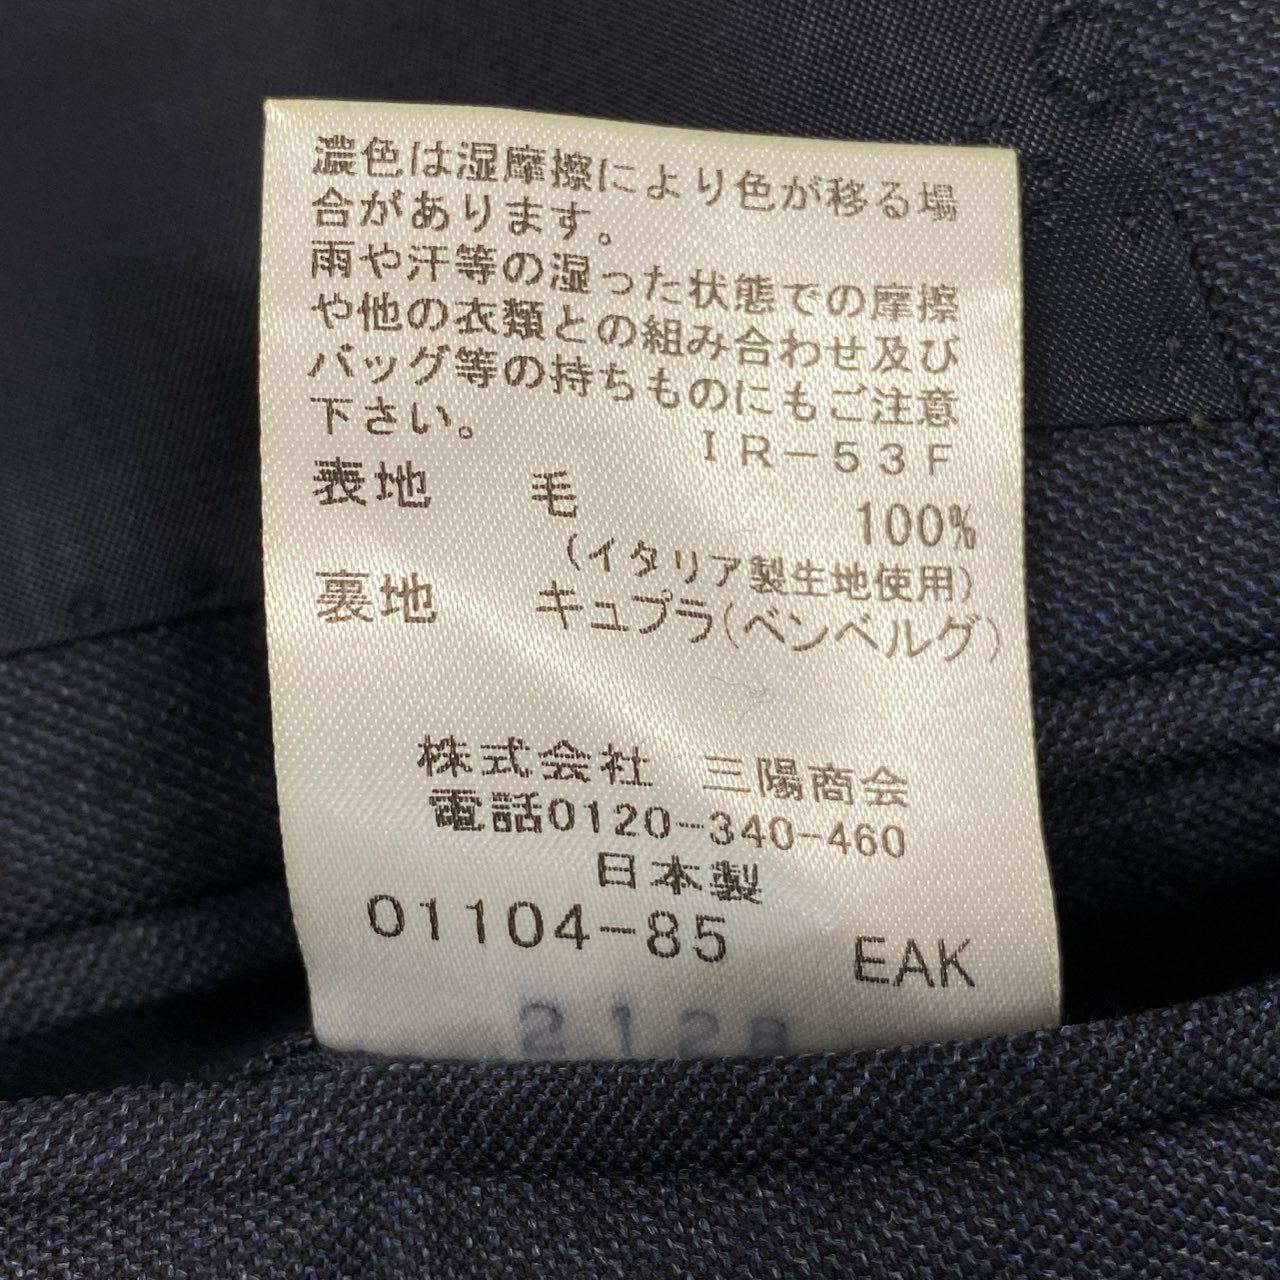 濃色は湿摩擦により色が移る場
合があります。
雨や汗等の湿った状態での摩擦
や他の衣類との組み合わせ及び
バッグ等の持ちものにもご注意
下さい。
IR-53F
表地 毛 100%
(イタリア製生地使用)
裏地 キュプラ(ベンベルグ)
株式会社 三陽商会
電話0120-340-460
日本製
01104-85 EAK
2128